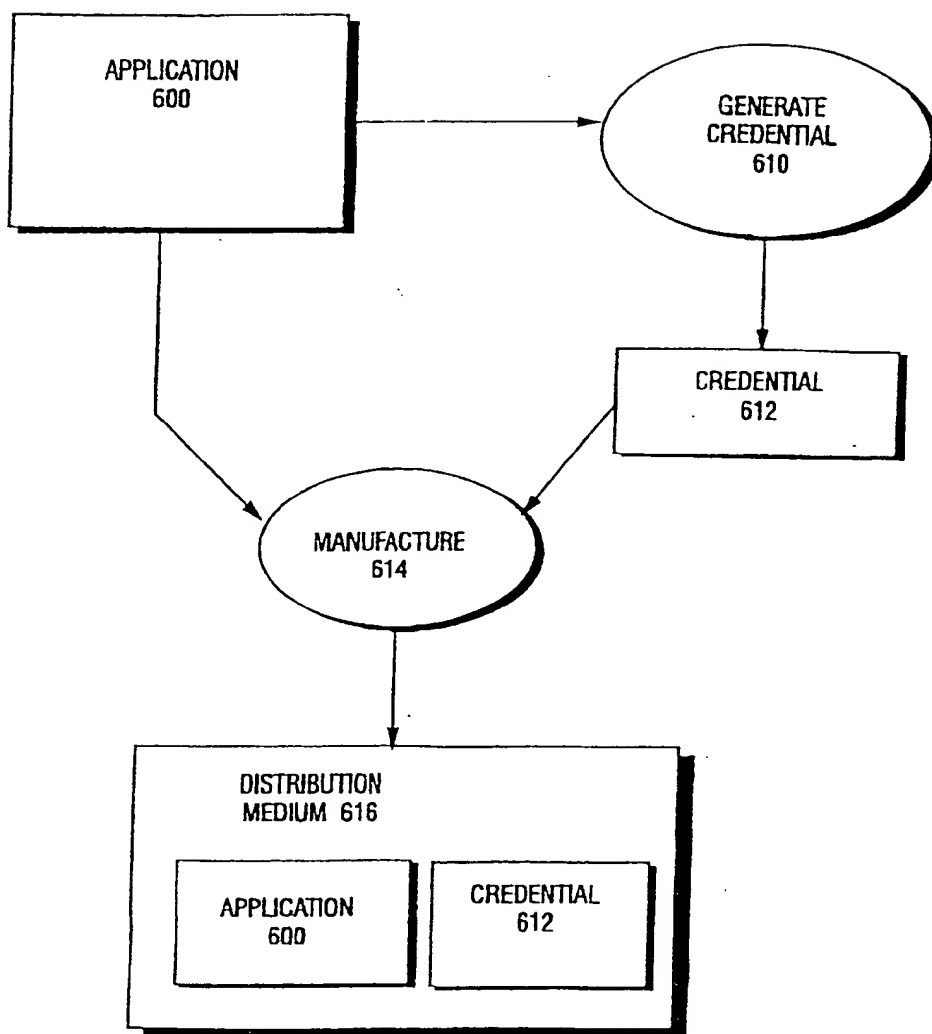 APPLICATION
600
GENERATE
CREDENTIAL
610
CREDENTIAL
612
MANUFACTURE
614
DISTRIBUTION
MEDIUM 616
APPLICATION
600
CREDENTIAL
612